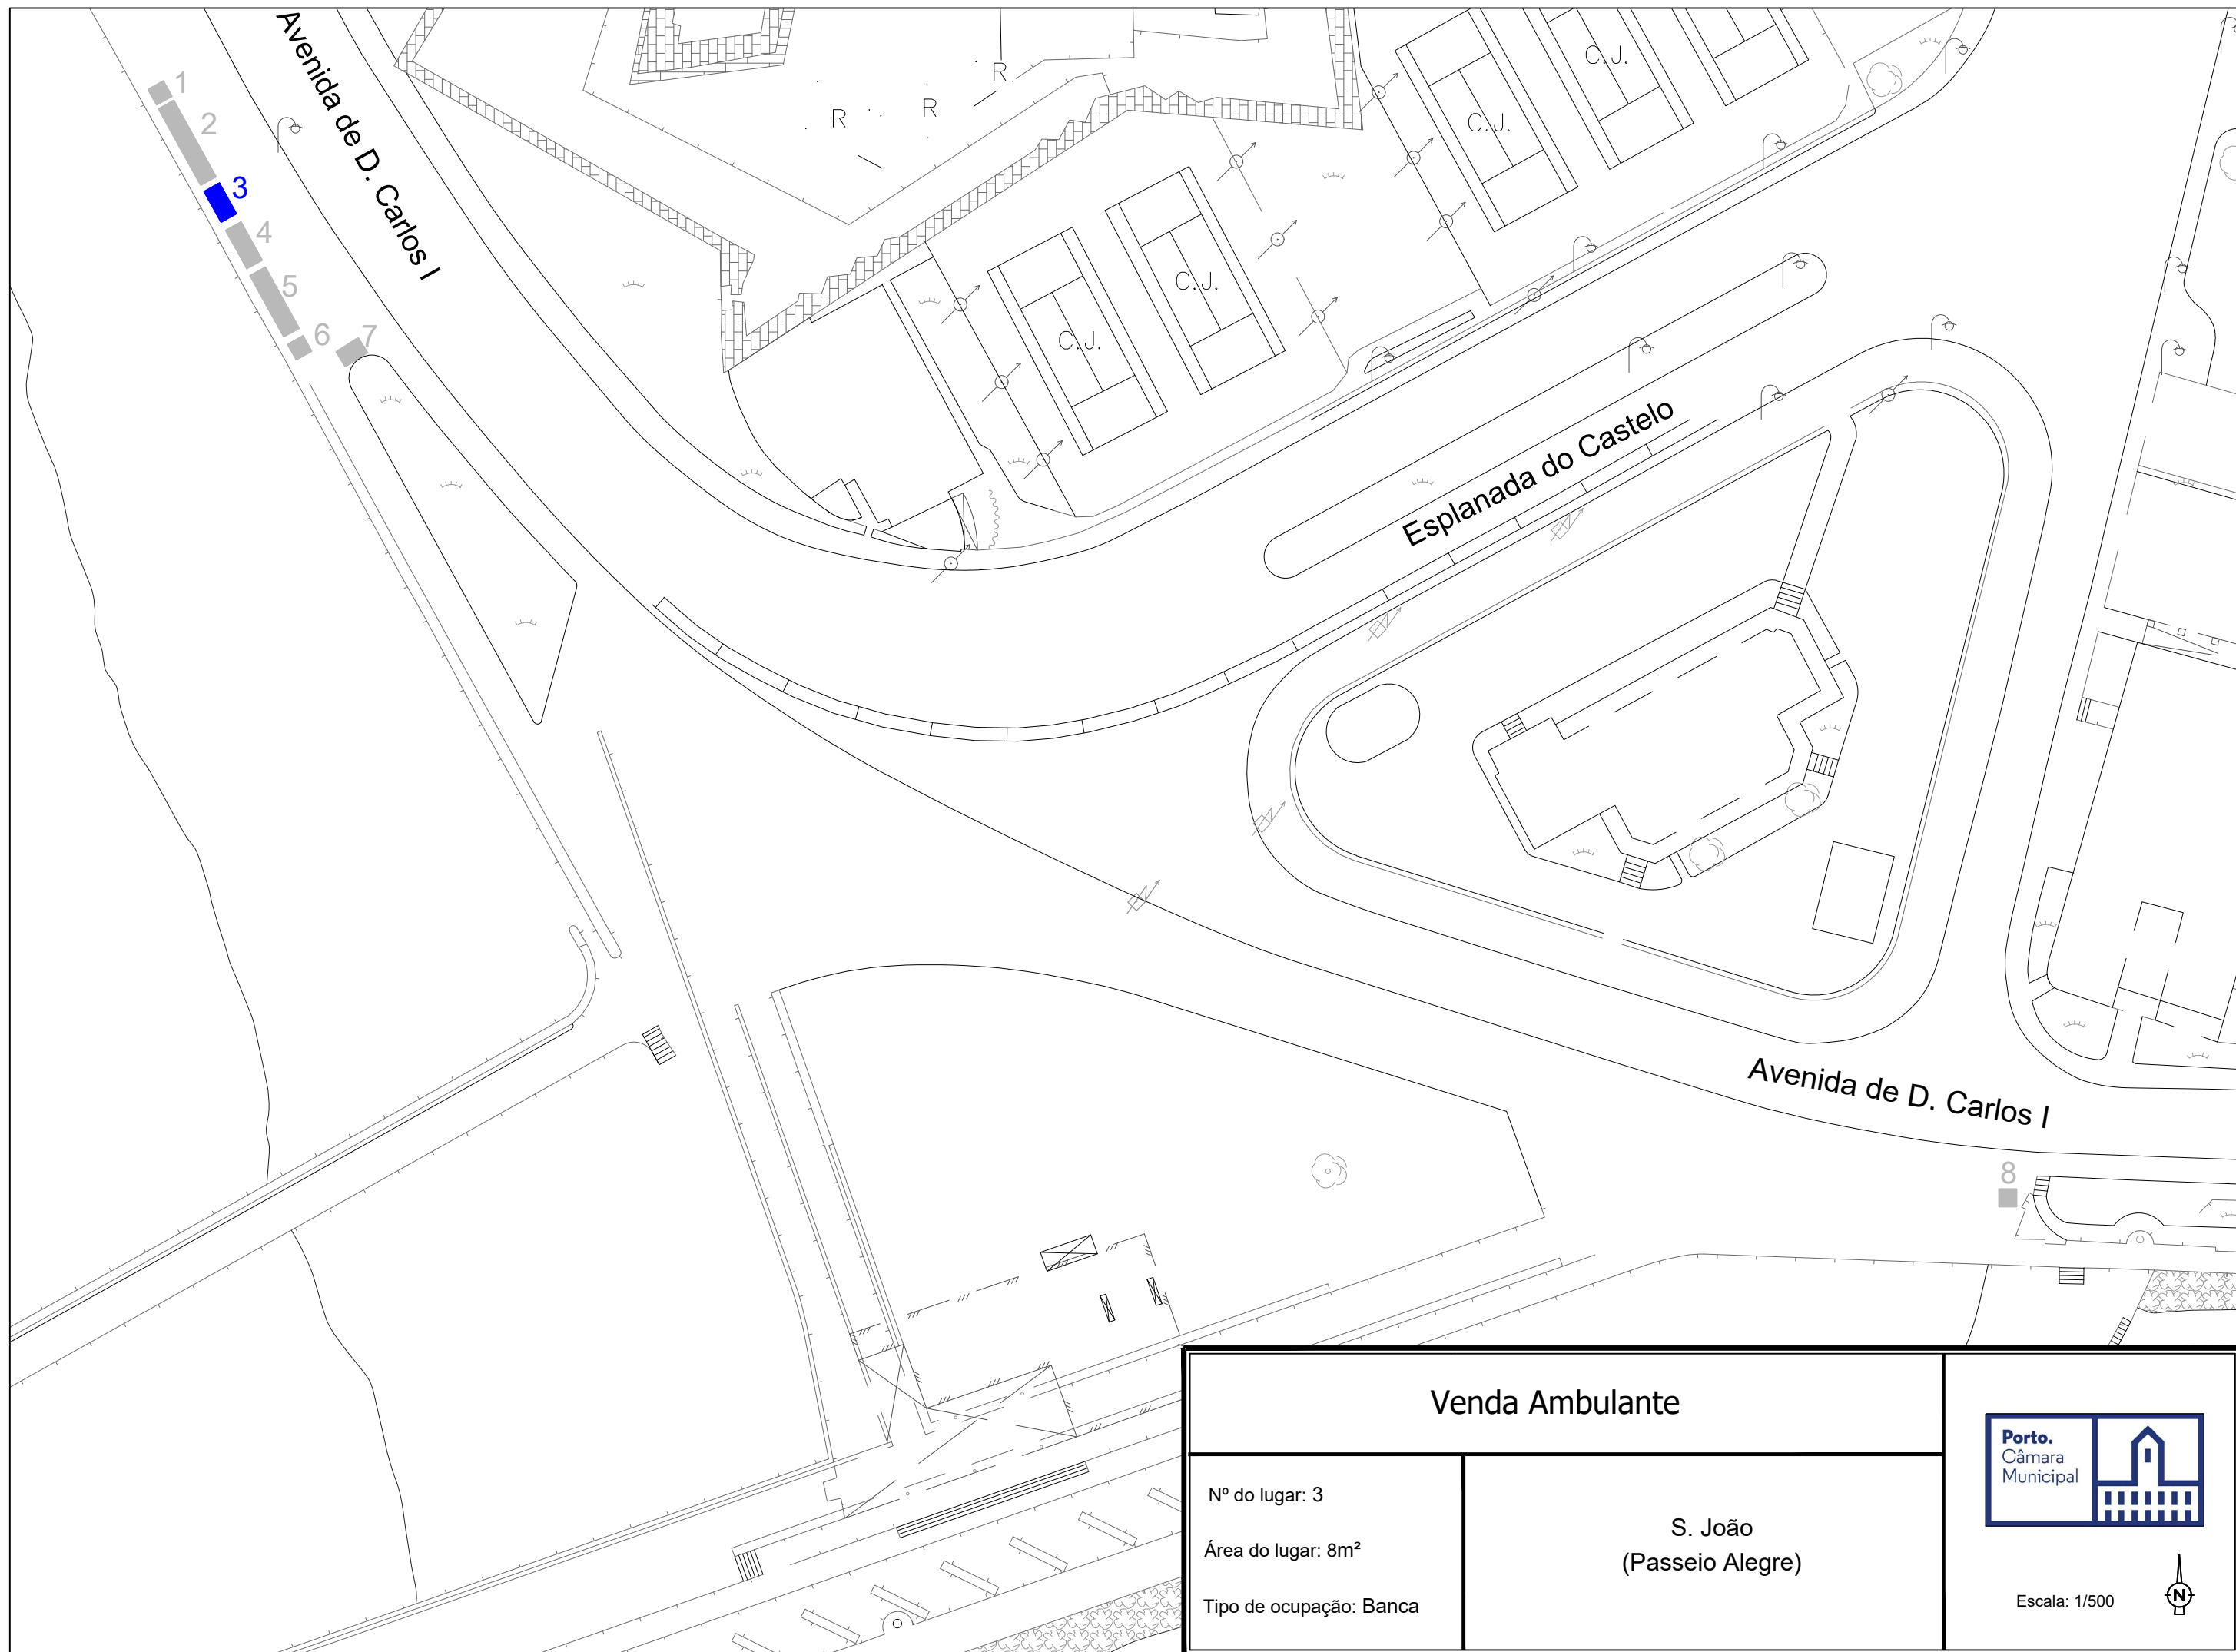 Avenida de D. Carlos I
1
2
3
4
5
6
7
R
R
R
C.J.
C.J.
C.J.
C.J.
Esplanada do Castelo
Avenida de D. Carlos I
8
Venda Ambulante
Nº do lugar: 3
Área do lugar: 8m²
Tipo de ocupação: Banca
S. João
(Passeio Alegre)
Porto.
Câmara
Municipal
Escala: 1/500
N